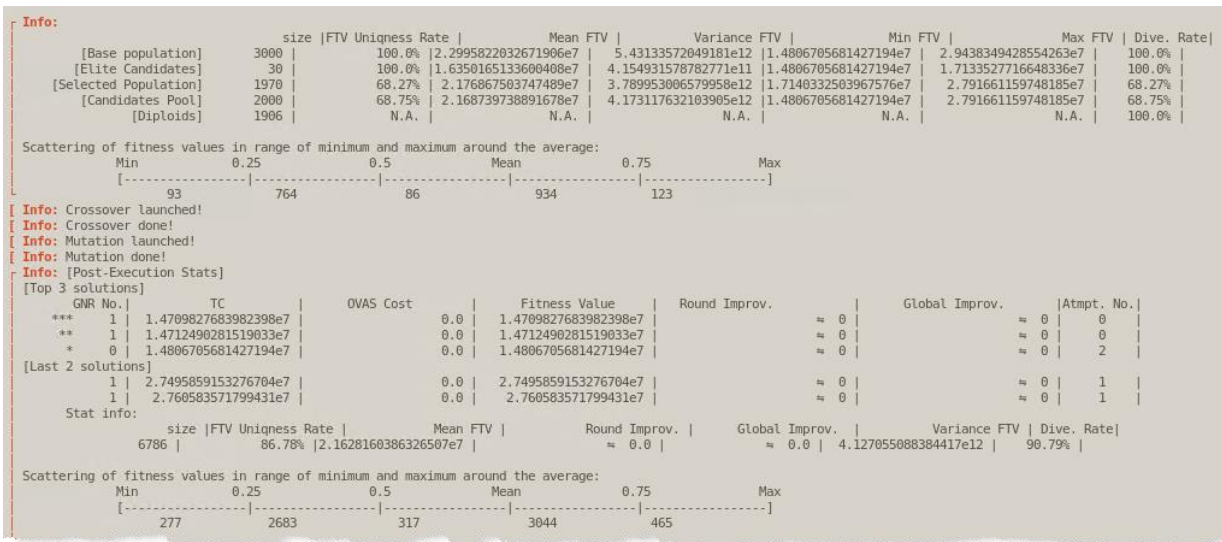 Info:
size |FTV Uniqness Rate | Mean FTV | Variance FTV | Min FTV | Max FTV | Dive. Rate|
[Base population] 3000 | 100.0% |2.2995822032671906e7 | 5.43133572049181e12 |1.4806705681427194e7 | 2.9438349428554263e7 | 100.0% |
[Elite Candidates] 30 | 100.0% |1.6350165133600408e7 | 4.154931578782771e11 |1.4806705681427194e7 | 1.7133527716648336e7 | 100.0% |
[Selected Population] 1970 | 68.27% | 2.176867503747489e7 | 3.789953006579958e12 |1.7140332503967576e7 | 2.791661159748185e7 | 68.27% |
[Candidates Pool] 2000 | 68.75% | 2.168739738891678e7 | 4.173117632103905e12 |1.4806705681427194e7 | 2.791661159748185e7 | 68.75% |
[Diploids] 1906 | N.A. | N.A. | N.A. | N.A. | N.A. | 100.0% |
Scattering of fitness values in range of minimum and maximum around the average:
Min 0.25 0.5 Mean 0.75 Max
[-----------------|-----------------|-----------------|-----------------|-----------------]
93 764 86 934 123
[ Info: Crossover launched!
[ Info: Crossover done!
[ Info: Mutation launched!
[ Info: Mutation done!
Info: [Post-Execution Stats]
[Top 3 solutions]
GNR No.| TC | OVAS Cost | Fitness Value | Round Improv. | Global Improv. |Atmpt. No.|
*** 1 | 1.4709827683982398e7 | 0.0 | 1.4709827683982398e7 | ⇋ 0 | ⇋ 0 | 0 |
** 1 | 1.4712490281519033e7 | 0.0 | 1.4712490281519033e7 | ⇋ 0 | ⇋ 0 | 0 |
* 0 | 1.4806705681427194e7 | 0.0 | 1.4806705681427194e7 | ⇋ 0 | ⇋ 0 | 2 |
[Last 2 solutions]
1 | 2.7495859153276704e7 | 0.0 | 2.7495859153276704e7 | ⇋ 0 | ⇋ 0 | 1 |
1 | 2.760583571799431e7 | 0.0 | 2.760583571799431e7 | ⇋ 0 | ⇋ 0 | 1 |
Stat info:
size |FTV Uniqness Rate | Mean FTV | Round Improv. | Global Improv. | Variance FTV | Dive. Rate|
6786 | 86.78% |2.1628160386326507e7 | ⇋ 0.0 | ⇋ 0.0 | 4.127055088384417e12 | 90.79% |
Scattering of fitness values in range of minimum and maximum around the average:
Min 0.25 0.5 Mean 0.75 Max
[-----------------|-----------------|-----------------|-----------------|-----------------]
277 2683 317 3044 465